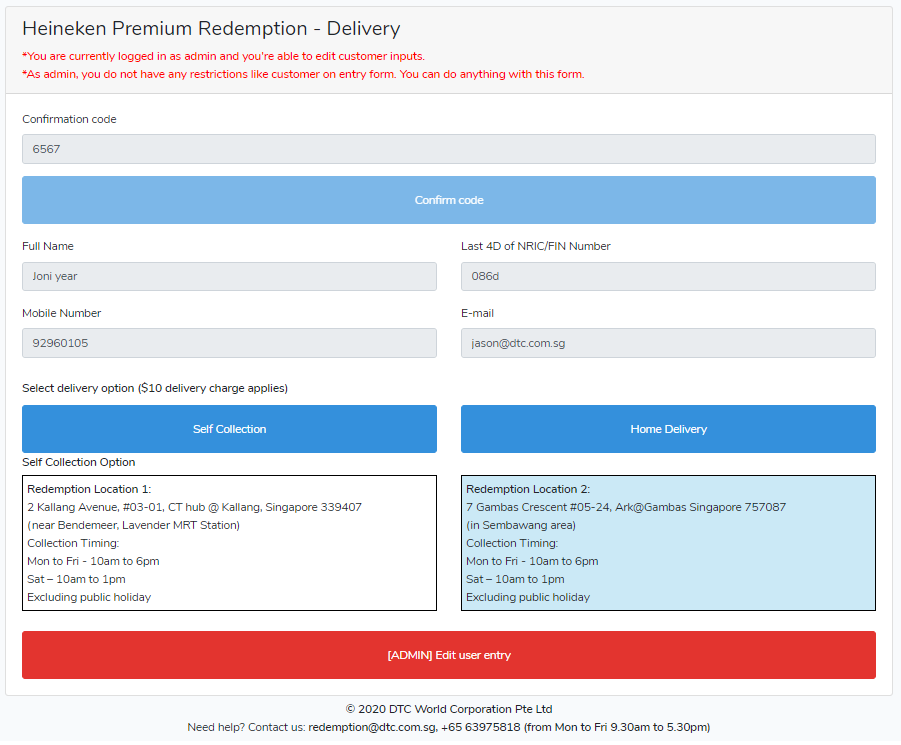 Heineken Premium Redemption - Delivery
*You are currently logged in as admin and you're able to edit customer inputs.
*As admin, you do not have any restrictions like customer on entry form. You can do anything with this form.
Confirmation code
6567
Confirm code
Full Name
Last 4D of NRIC/FIN Number
Joni year
086d
Mobile Number
E-mail
92960105
jason@dtc.com.sg
Select delivery option ($10 delivery charge applies)
Self Collection
Home Delivery
Self Collection Option
Redemption Location 1:
2 Kallang Avenue, #03-01, CT hub @ Kallang, Singapore 339407
(near Bendemeer, Lavender MRT Station)
Collection Timing:
Mon to Fri - 10am to 6pm
Sat – 10am to 1pm
Excluding public holiday
Redemption Location 2:
7 Gambas Crescent #05-24, Ark@Gambas Singapore 757087
(in Sembawang area)
Collection Timing:
Mon to Fri - 10am to 6pm
Sat – 10am to 1pm
Excluding public holiday
[ADMIN] Edit user entry
© 2020 DTC World Corporation Pte Ltd
Need help? Contact us: redemption@dtc.com.sg, +65 63975818 (from Mon to Fri 9.30am to 5.30pm)